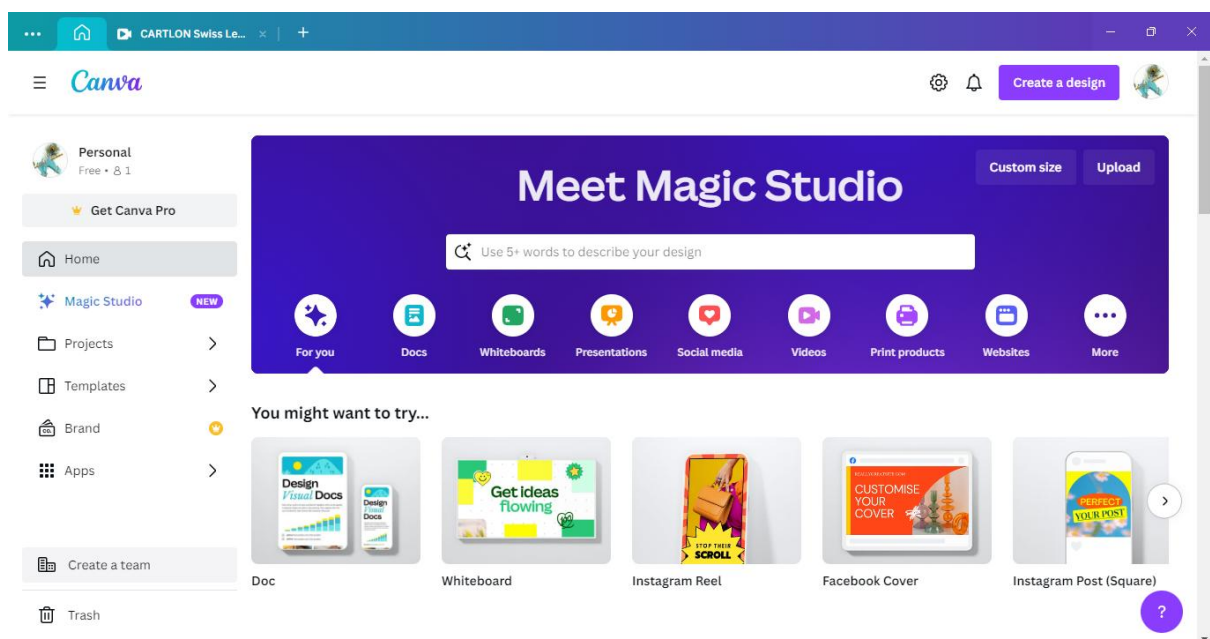 CARTLON Swiss Le...
Canva
Create a design
Personal
Free • 1
Get Canva Pro
Home
Magic Studio NEW
Projects
Templates
Brand
Apps
Create a team
Trash
Meet Magic Studio
Custom size
Upload
Use 5+ words to describe your design
For you
Docs
Whiteboards
Presentations
Social media
Videos
Print products
Websites
More
You might want to try...
Design
Visual Docs
Design
Visual
Docs
Doc
Get ideas
flowing
Whiteboard
STOP THEIR
SCROLL
Instagram Reel
CUSTOMISE
YOUR
COVER
Facebook Cover
PERFECT
YOUR POST
Instagram Post (Square)
?